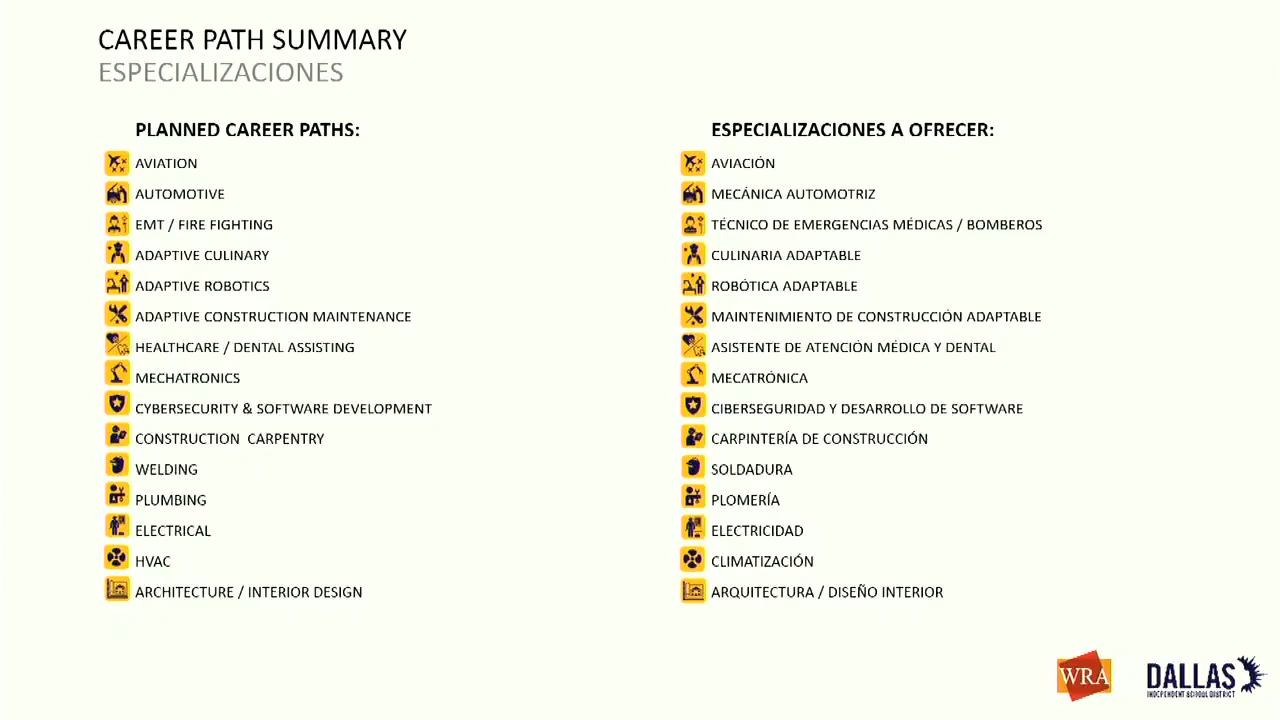 CAREER PATH SUMMARY
ESPECIALIZACIONES
PLANNED CAREER PATHS:
AVIATION
AUTOMOTIVE
EMT / FIRE FIGHTING
ADAPTIVE CULINARY
ADAPTIVE ROBOTICS
ADAPTIVE CONSTRUCTION MAINTENANCE
HEALTHCARE / DENTAL ASSISTING
MECHATRONICS
CYBERSECURITY & SOFTWARE DEVELOPMENT
CONSTRUCTION CARPENTRY
WELDING
PLUMBING
ELECTRICAL
HVAC
ARCHITECTURE / INTERIOR DESIGN
ESPECIALIZACIONES A OFRECER:
AVIACIÓN
MECÁNICA AUTOMOTRIZ
TÉCNICO DE EMERGENCIAS MÉDICAS / BOMBEROS
CULINARIA ADAPTABLE
ROBÓTICA ADAPTABLE
MAINTENIMIENTO DE CONSTRUCCIÓN ADAPTABLE
ASISTENTE DE ATENCIÓN MÉDICA Y DENTAL
MECATRÓNICA
CIBERSEGURIDAD Y DESARROLLO DE SOFTWARE
CARPINTERÍA DE CONSTRUCCIÓN
SOLDADURA
PLOMERÍA
ELECTRICIDAD
CLIMATIZACIÓN
ARQUITECTURA / DISEÑO INTERIOR
WRA
DALLAS
INDEPENDENT SCHOOL DISTRICT